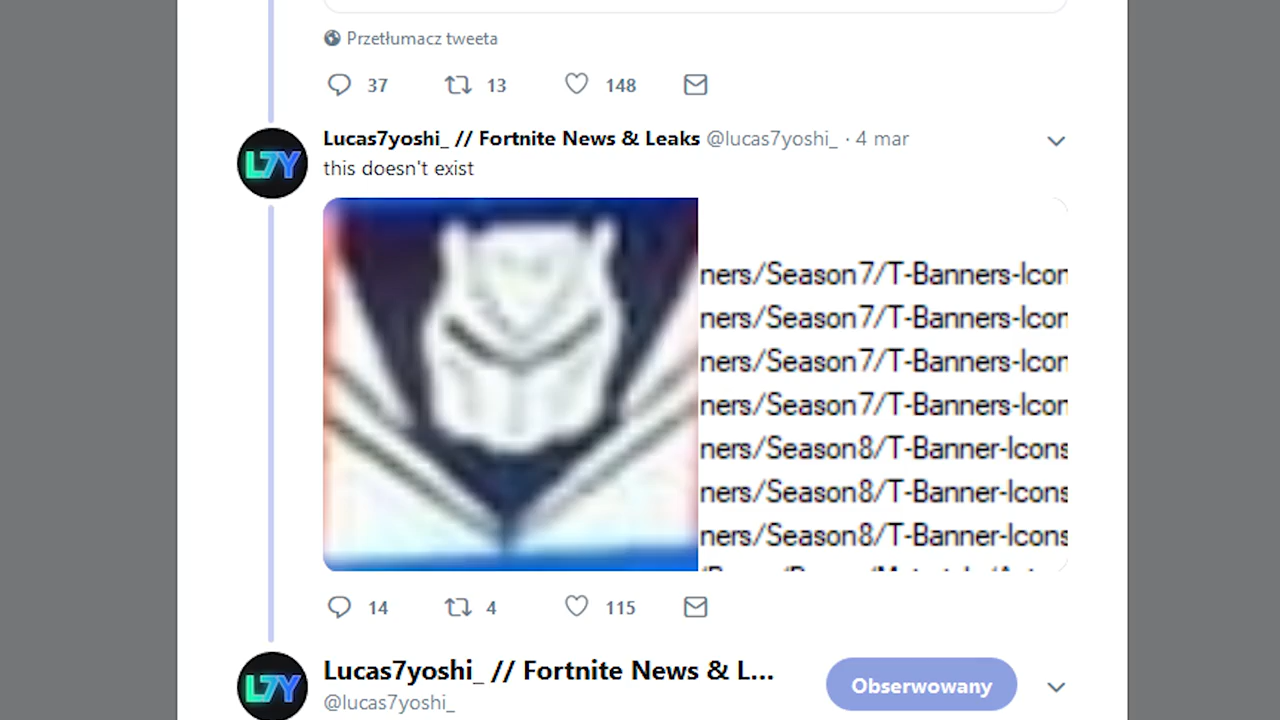 Przetłumacz tweeta
37 13 148
Lucas7yoshi_ // Fortnite News & Leaks @lucas7yoshi_ · 4 mar
L7Y
this doesn't exist
ners/Season7/T-Banners-Icon
ners/Season7/T-Banners-Icon
ners/Season7/T-Banners-Icon
ners/Season7/T-Banners-Icon
ners/Season8/T-Banner-Icons
ners/Season8/T-Banner-Icons
ners/Season8/T-Banner-Icons
14 4 115
Lucas7yoshi_ // Fortnite News & L...
L7Y
Obserwowany
@lucas7yoshi_